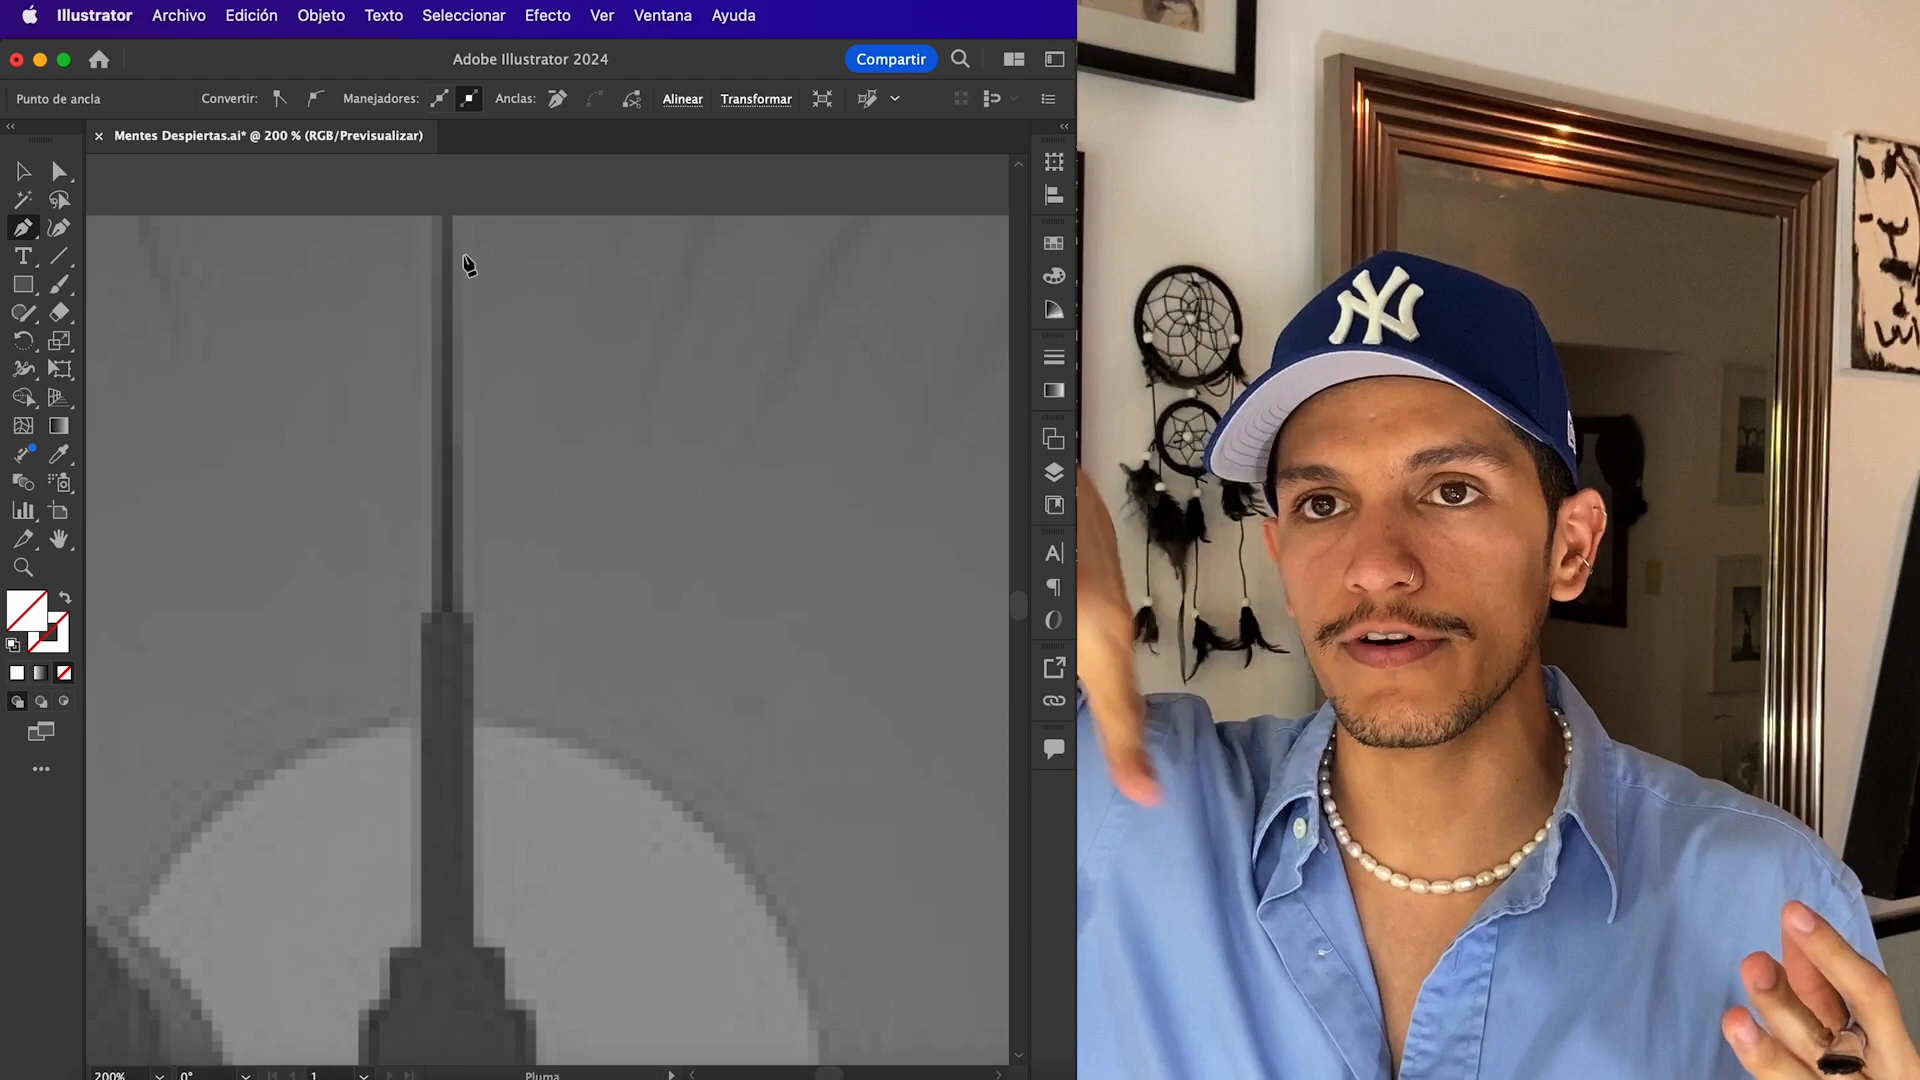 Illustrator Archivo Edición Objeto Texto Seleccionar Efecto Ver Ventana Ayuda
Adobe Illustrator 2024
Compartir
Punto de ancla
Convertir:
Manejadores:
Anclas:
Alinear
Transformar
Mentes Despiertas.ai* @ 200 % (RGB/Previsualizar)
200%
0°
1
Pluma
NY